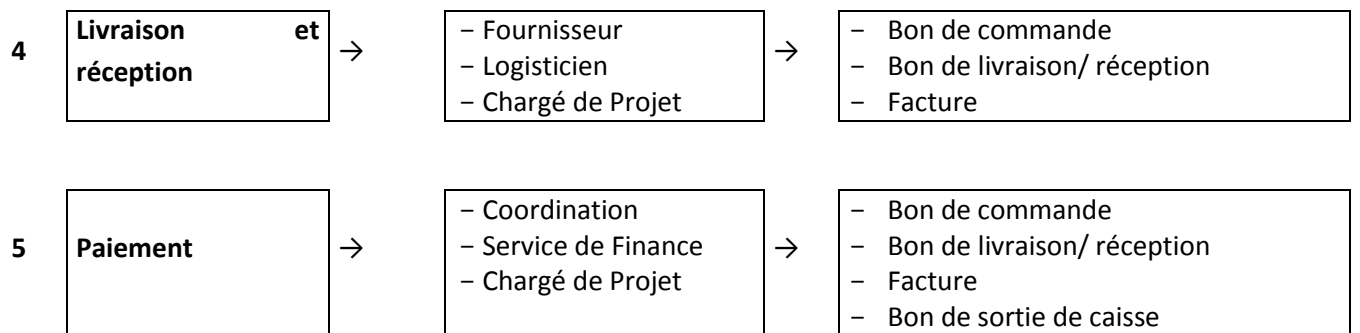 4
Livraison et
réception
→
− Fournisseur
− Logisticien
− Chargé de Projet
→
− Bon de commande
− Bon de livraison/ réception
− Facture
5
Paiement
→
− Coordination
− Service de Finance
− Chargé de Projet
→
− Bon de commande
− Bon de livraison/ réception
− Facture
− Bon de sortie de caisse